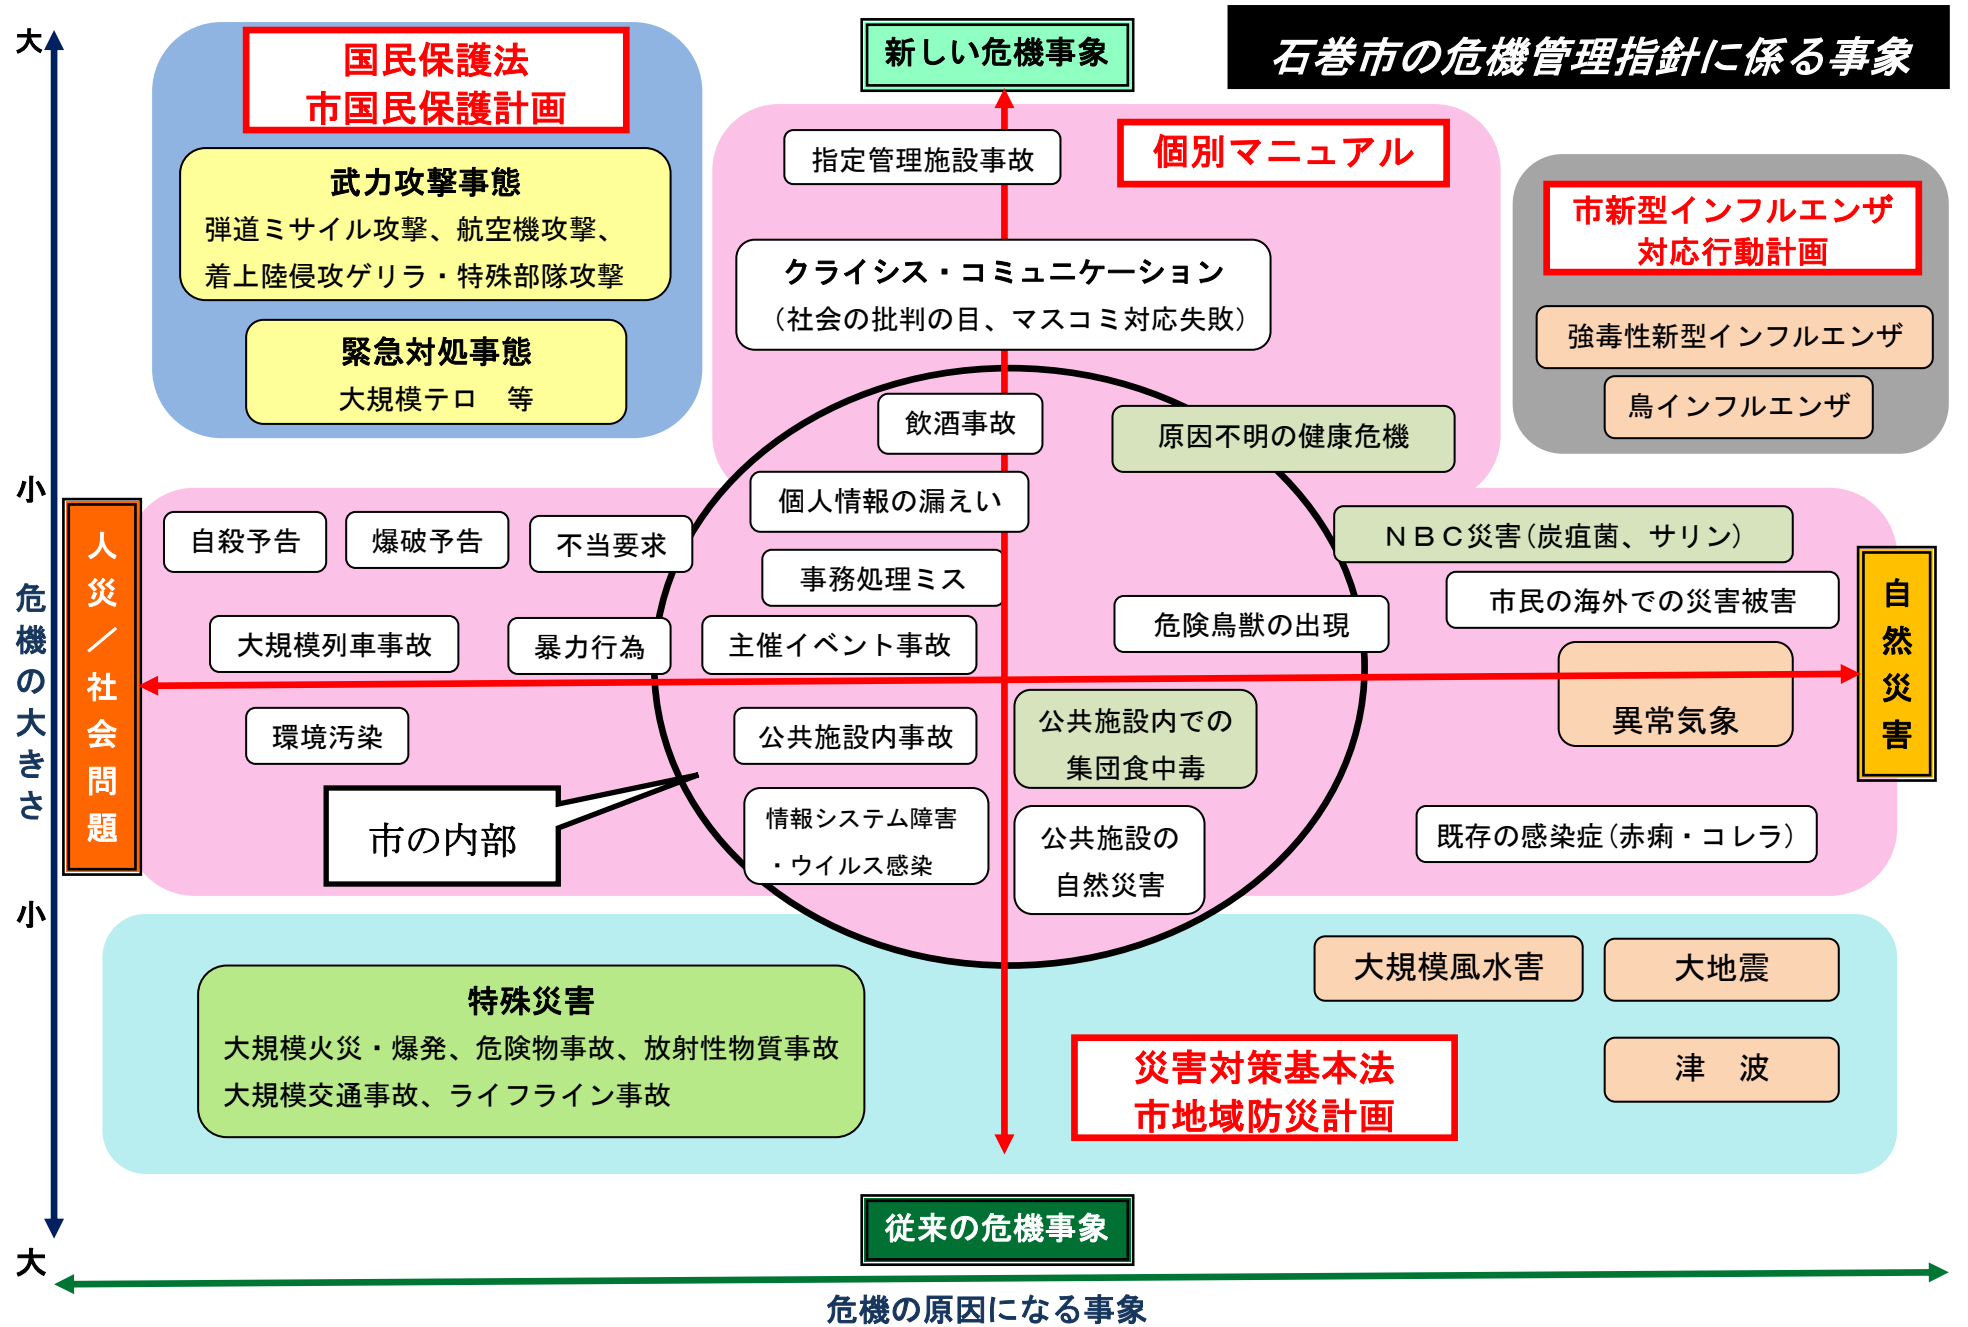 石巻市の危機管理指針に係る事象
大
小
危機の大きさ
小
大
新しい危機事象
国民保護法
市国民保護計画
武力攻撃事態
弾道ミサイル攻撃、航空機攻撃、
着上陸侵攻ゲリラ・特殊部隊攻撃
緊急対処事態
大規模テロ　等
個別マニュアル
指定管理施設事故
クライシス・コミュニケーション
（社会の批判の目、マスコミ対応失敗）
市新型インフルエンザ
対応行動計画
強毒性新型インフルエンザ
鳥インフルエンザ
飲酒事故
原因不明の健康危機
個人情報の漏えい
人災／社会問題
自殺予告
爆破予告
不当要求
事務処理ミス
ＮＢＣ災害（炭疽菌、サリン）
市民の海外での災害被害
自然災害
大規模列車事故
暴力行為
主催イベント事故
危険鳥獣の出現
異常気象
環境汚染
公共施設内事故
公共施設内での
集団食中毒
市の内部
情報システム障害
・ウイルス感染
公共施設の
自然災害
既存の感染症（赤痢・コレラ）
特殊災害
大規模火災・爆発、危険物事故、放射性物質事故
大規模交通事故、ライフライン事故
大規模風水害
大地震
津　波
災害対策基本法
市地域防災計画
従来の危機事象
危機の原因になる事象